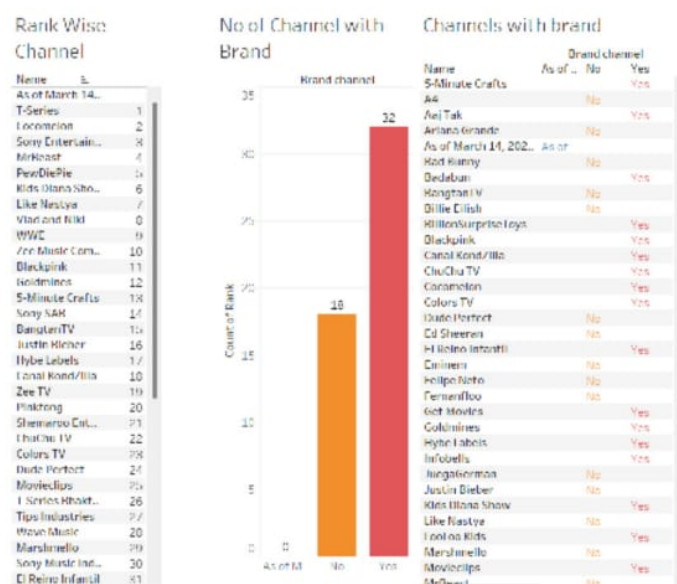 Rank Wise
Channel
Name
As of March 14...
T-Series 1
Cocomelon 2
Sony Entertain... 3
MrBeast 4
PewDiePie 5
Kids Diana Sho... 6
Like Nastya 7
Vlad and Niki 8
WWE 9
Zee Music Com... 10
Blackpink 11
Goldmines 12
5-Minute Crafts 13
Sony SAB 14
BangtanTV 15
Justin Bieber 16
Hybe Labels 17
Canal KondZilla 18
Zee TV 19
Pinkfong 20
Shemaroo Ent... 21
ChuChu TV 22
Colors TV 23
Dude Perfect 24
Movieclips 25
T-Series Bhakt... 26
Tips Industries 27
Wave Music 28
Marshmello 29
Sony Music Ind... 30
El Reino Infantil 31
No of Channel with
Brand
Brand channel
Count of Rank
35
30
25
20
15
10
5
0
0
18
32
As of M No Yes
Channels with brand
Brand channel
Name As of .. No Yes
5-Minute Crafts Yes
A4 No
Aaj Tak Yes
Ariana Grande No
As of March 14, 202.. As of
Bad Bunny No
Badabun Yes
BangtanTV No
Billie Eilish No
BillionSurpriseToys Yes
Blackpink Yes
Canal KondZilla Yes
ChuChu TV Yes
Cocomelon Yes
Colors TV Yes
Dude Perfect No
Ed Sheeran No
El Reino Infantil Yes
Eminem No
Felipe Neto No
Fernanfloo No
Get Movies Yes
Goldmines Yes
Hybe Labels Yes
Infobells Yes
JuegaGerman No
Justin Bieber No
Kids Diana Show Yes
Like Nastya No
LooLoo Kids Yes
Marshmello No
Movieclips Yes
MrBeast No